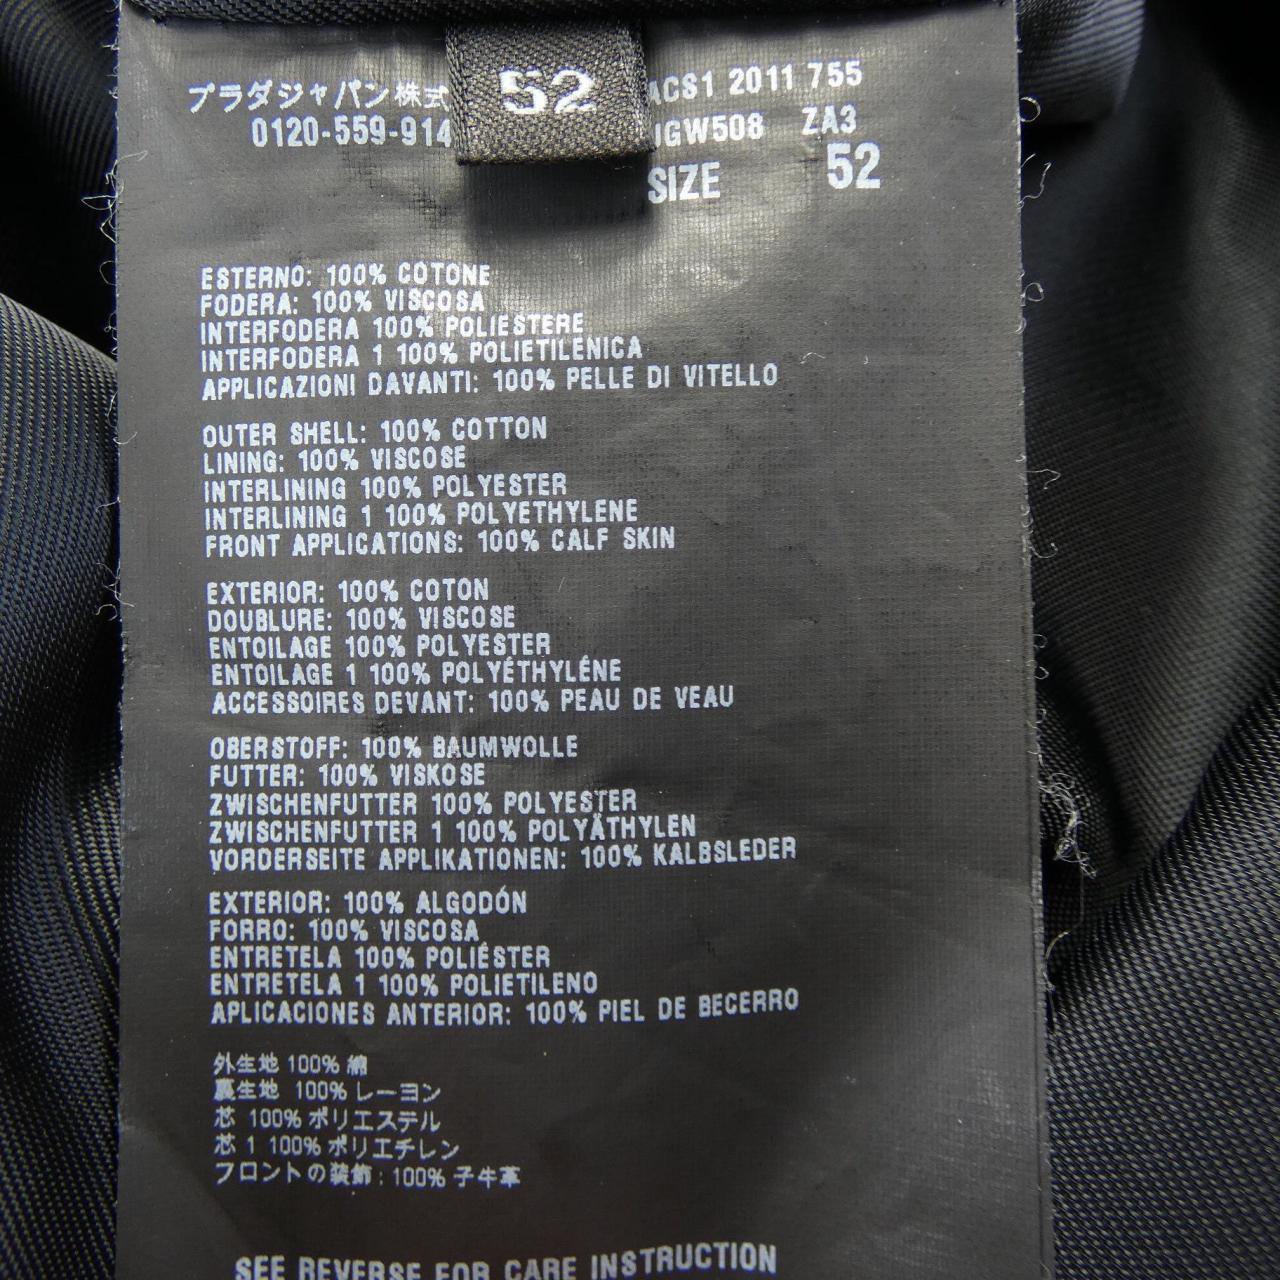 プラダジャパン株式
0120-559-914
52
ACS1 2011 755
UGW508 ZA3
SIZE 52
ESTERNO: 100% COTONE
FODERA: 100% VISCOSA
INTERFODERA 100% POLIESTERE
INTERFODERA 1 100% POLIETILENICA
APPLICAZIONI DAVANTI: 100% PELLE DI VITELLO
OUTER SHELL: 100% COTTON
LINING: 100% VISCOSE
INTERLINING 100% POLYESTER
INTERLINING 1 100% POLYETHYLENE
FRONT APPLICATIONS: 100% CALF SKIN
EXTERIOR: 100% COTON
DOUBLURE: 100% VISCOSE
ENTOILAGE 100% POLYESTER
ENTOILAGE 1 100% POLYÉTHYLÉNE
ACCESSOIRES DEVANT: 100% PEAU DE VEAU
OBERSTOFF: 100% BAUMWOLLE
FUTTER: 100% VISKOSE
ZWISCHENFUTTER 100% POLYESTER
ZWISCHENFUTTER 1 100% POLYÄTHYLEN
VORDERSEITE APPLIKATIONEN: 100% KALBSLEDER
EXTERIOR: 100% ALGODÓN
FORRO: 100% VISCOSA
ENTRETELA 100% POLIÉSTER
ENTRETELA 1 100% POLIETILENO
APLICACIONES ANTERIOR: 100% PIEL DE BECERRO
外生地 100% 綿
裏生地 100% レーヨン
芯 100% ポリエステル
芯 1 100% ポリエチレン
フロントの装飾: 100% 子牛革
SEE REVERSE FOR CARE INSTRUCTION